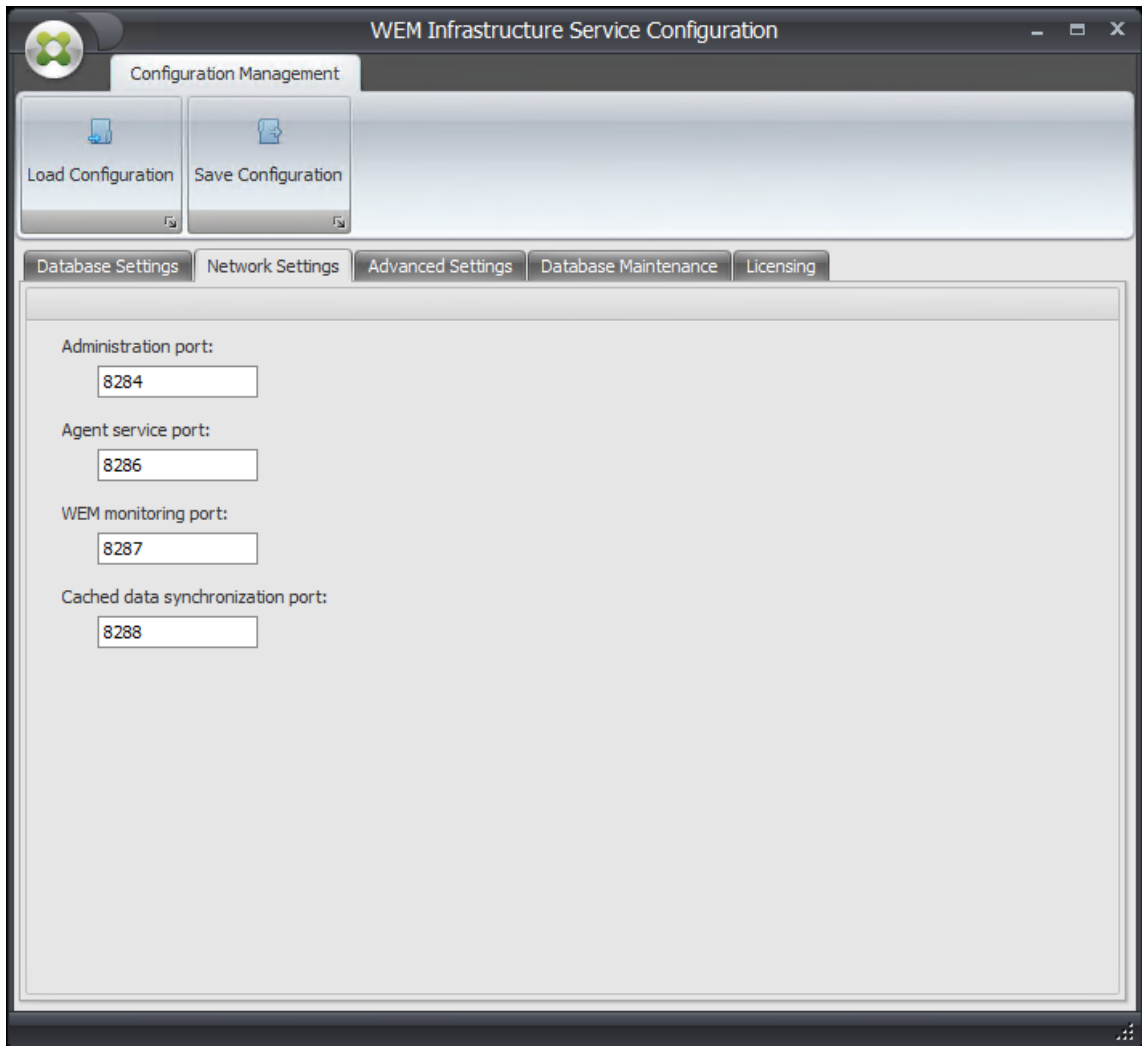 WEM Infrastructure Service Configuration
Configuration Management
Load Configuration
Save Configuration
Database Settings
Network Settings
Advanced Settings
Database Maintenance
Licensing
Administration port:
8284
Agent service port:
8286
WEM monitoring port:
8287
Cached data synchronization port:
8288